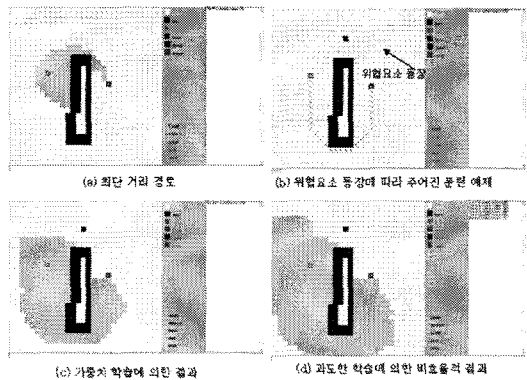 (a) 최단 거리 경로
위협요소 등장
(b) 위협요소 등장에 따라 주어진 훈련 예제
(c) 가중치 학습에 의한 결과
(d) 과도한 학습에 의한 비효율적 결과